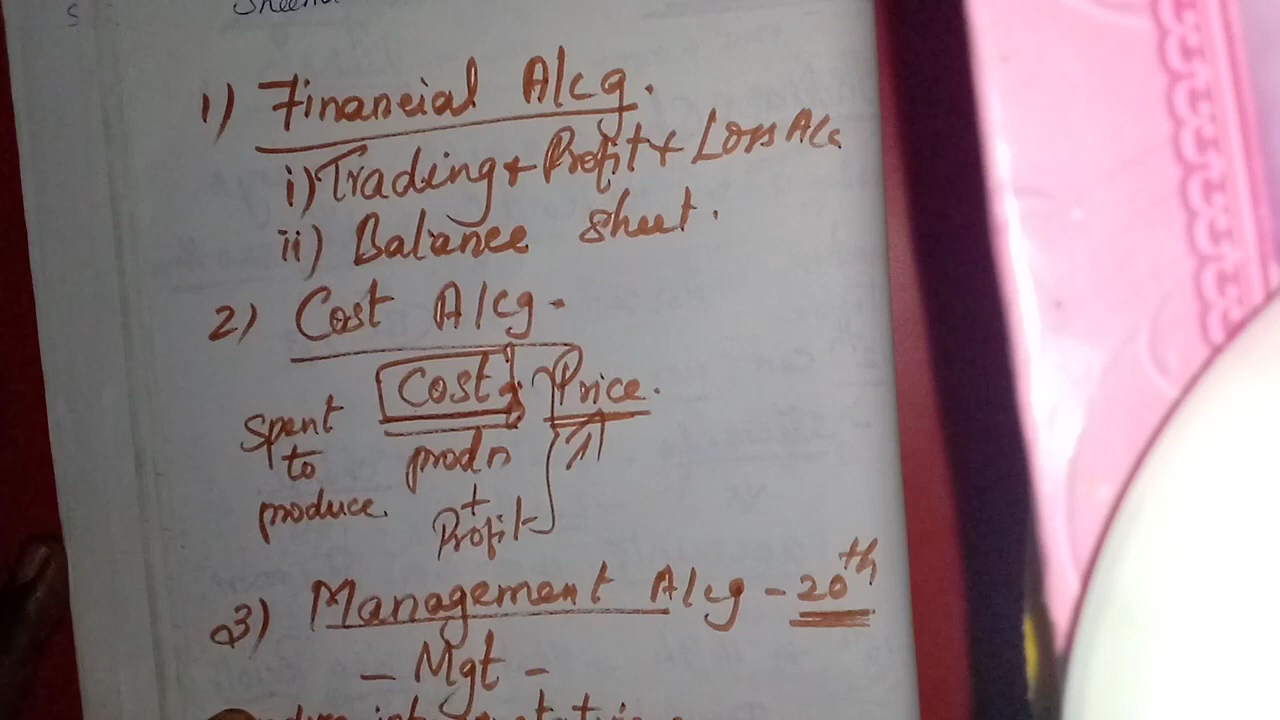 1) Financial A/cg.
i) Trading + Profit + Loss A/c
ii) Balance sheet.
2) Cost A/cg.
Cost Price.
Spent to produce
prodn
+
Profit
3) Management A/cg - 20th
- Mgt -